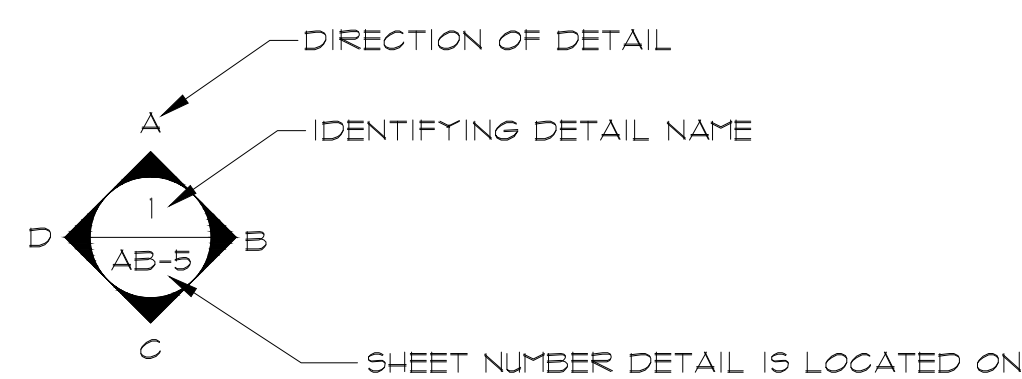 DIRECTION OF DETAIL
A
IDENTIFYING DETAIL NAME
1
D
B
AB-5
C
SHEET NUMBER DETAIL IS LOCATED ON